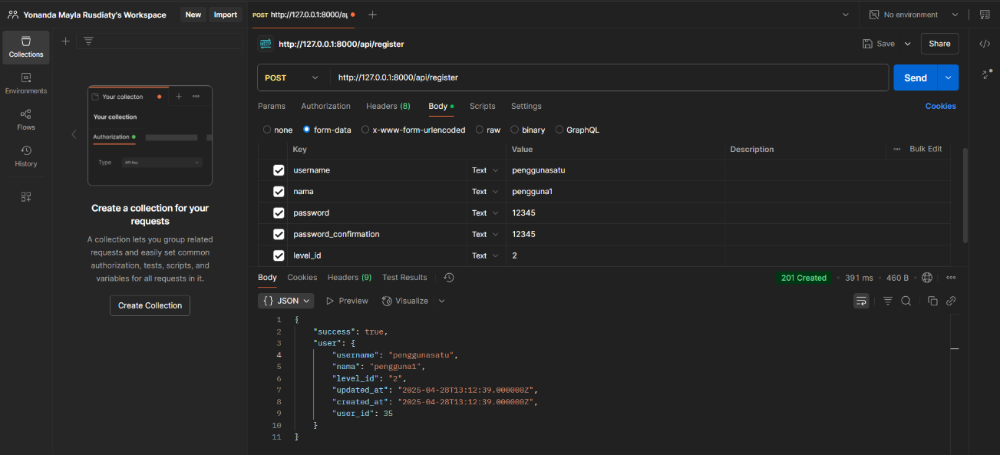 Yonanda Mayla Rusdiaty's Workspace New Import POST http://127.0.0.1:8000/a No environment
http://127.0.0.1:8000/api/register Save Share
Collections
Environments
Flows
History
Your collecton
Your collection
Authorization
Type API Key
Create a collection for your
requests
A collection lets you group related
requests and easily set common
authorization, tests, scripts, and
variables for all requests in it.
Create Collection
HTTP
POST http://127.0.0.1:8000/api/register Send
Params Authorization Headers (8) Body Scripts Settings Cookies
none form-data x-www-form-urlencoded raw binary GraphQL
Key Value Description Bulk Edit
username Text penggunasatu
nama Text pengguna1
password Text 12345
password_confirmation Text 12345
level_id Text 2
Body Cookies Headers (9) Test Results 201 Created 391 ms 460 B
{ } JSON Preview Visualize
1 {
2 "success": true,
3 "user": {
4 "username": "penggunasatu",
5 "nama": "pengguna1",
6 "level_id": "2",
7 "updated_at": "2025-04-28T13:12:39.000000Z",
8 "created_at": "2025-04-28T13:12:39.000000Z",
9 "user_id": 35
10 }
11 }